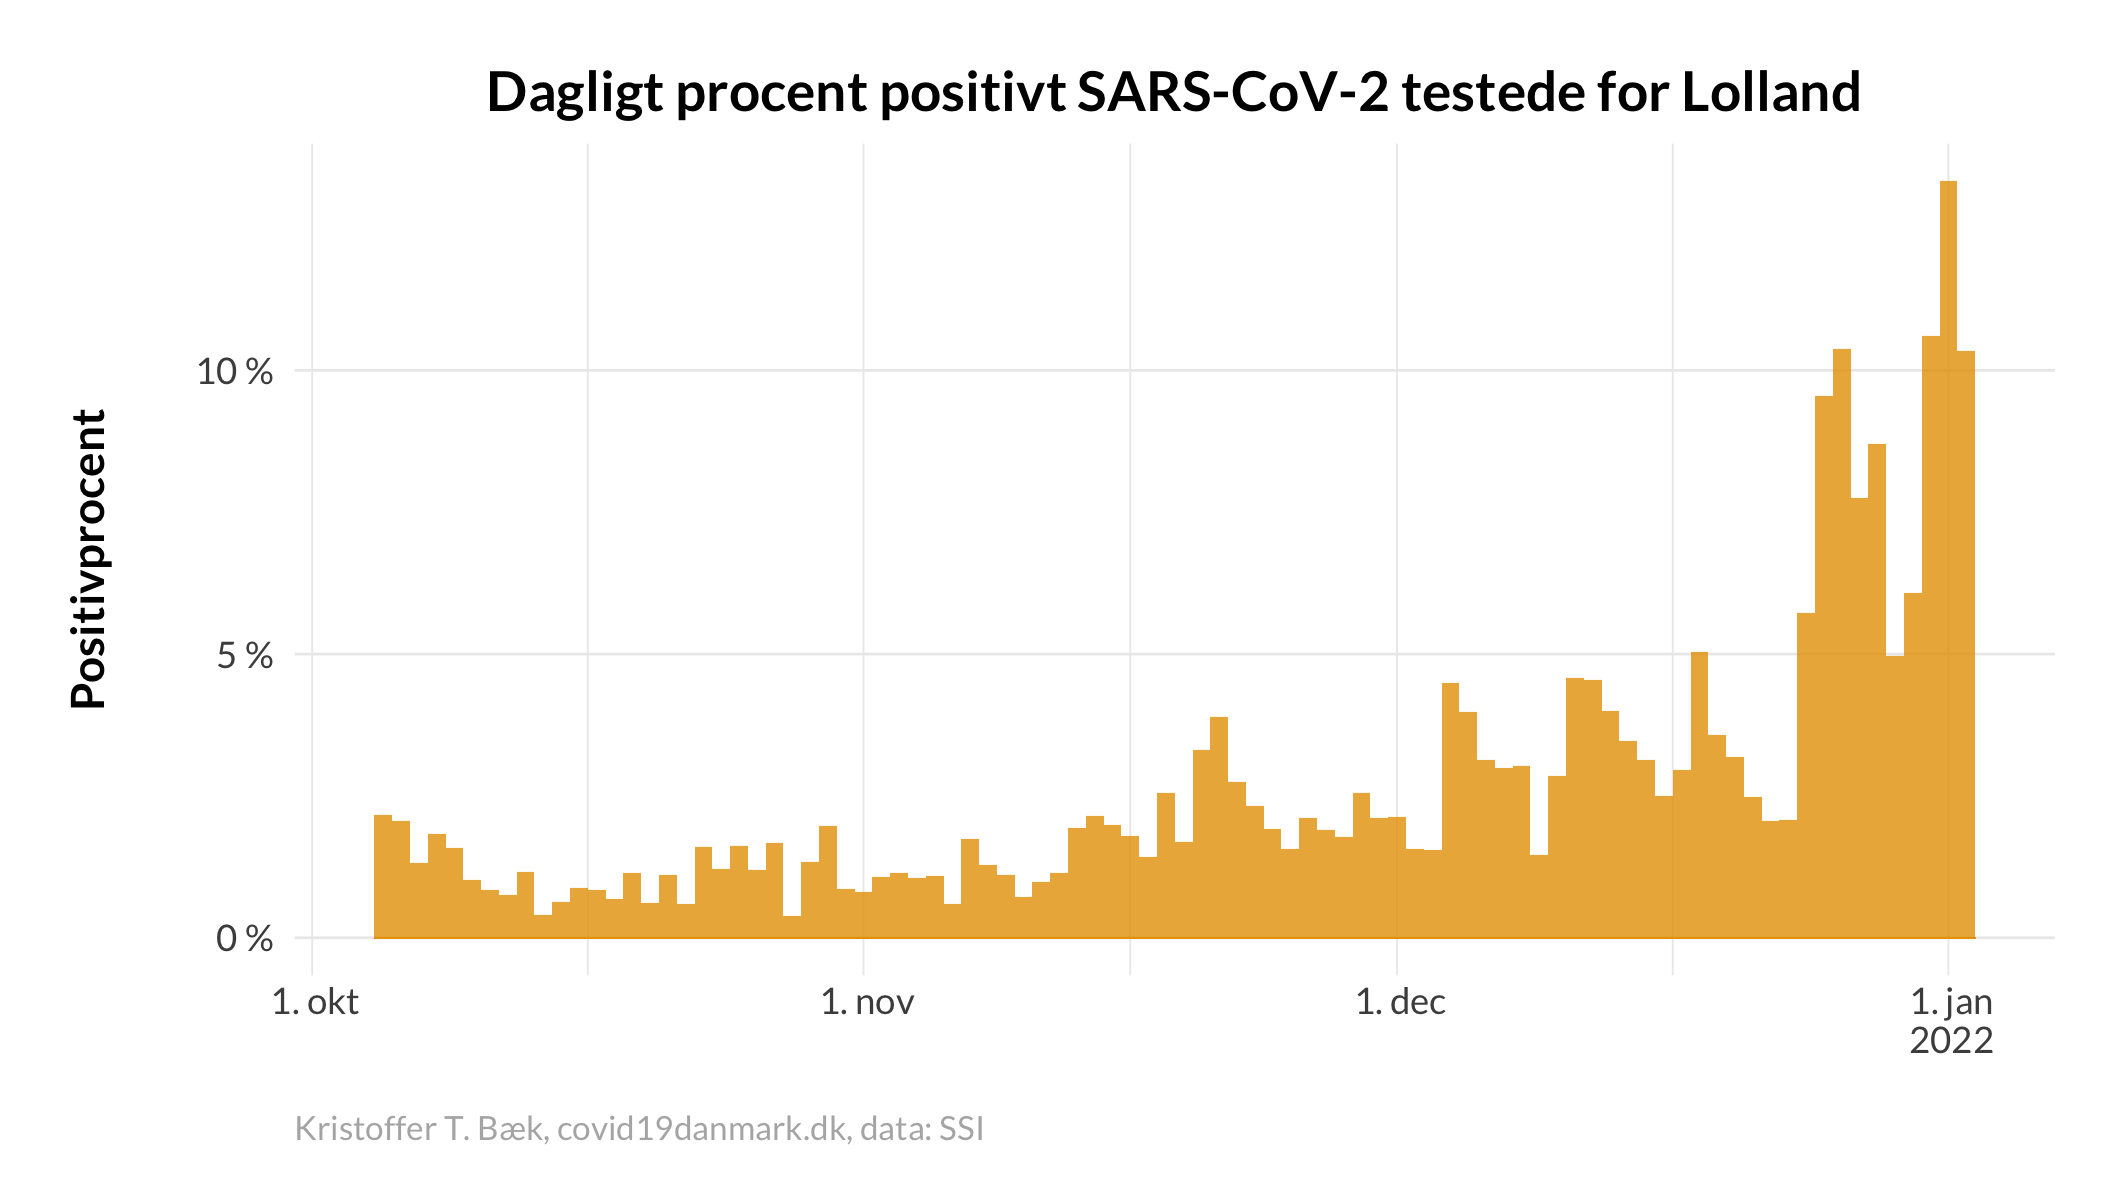 Dagligt procent positivt SARS-CoV-2 testede for Lolland
Positivprocent
10 %
5 %
0 %
1. okt
1. nov
1. dec
1. jan
2022
Kristoffer T. Bæk, covid19danmark.dk, data: SSI